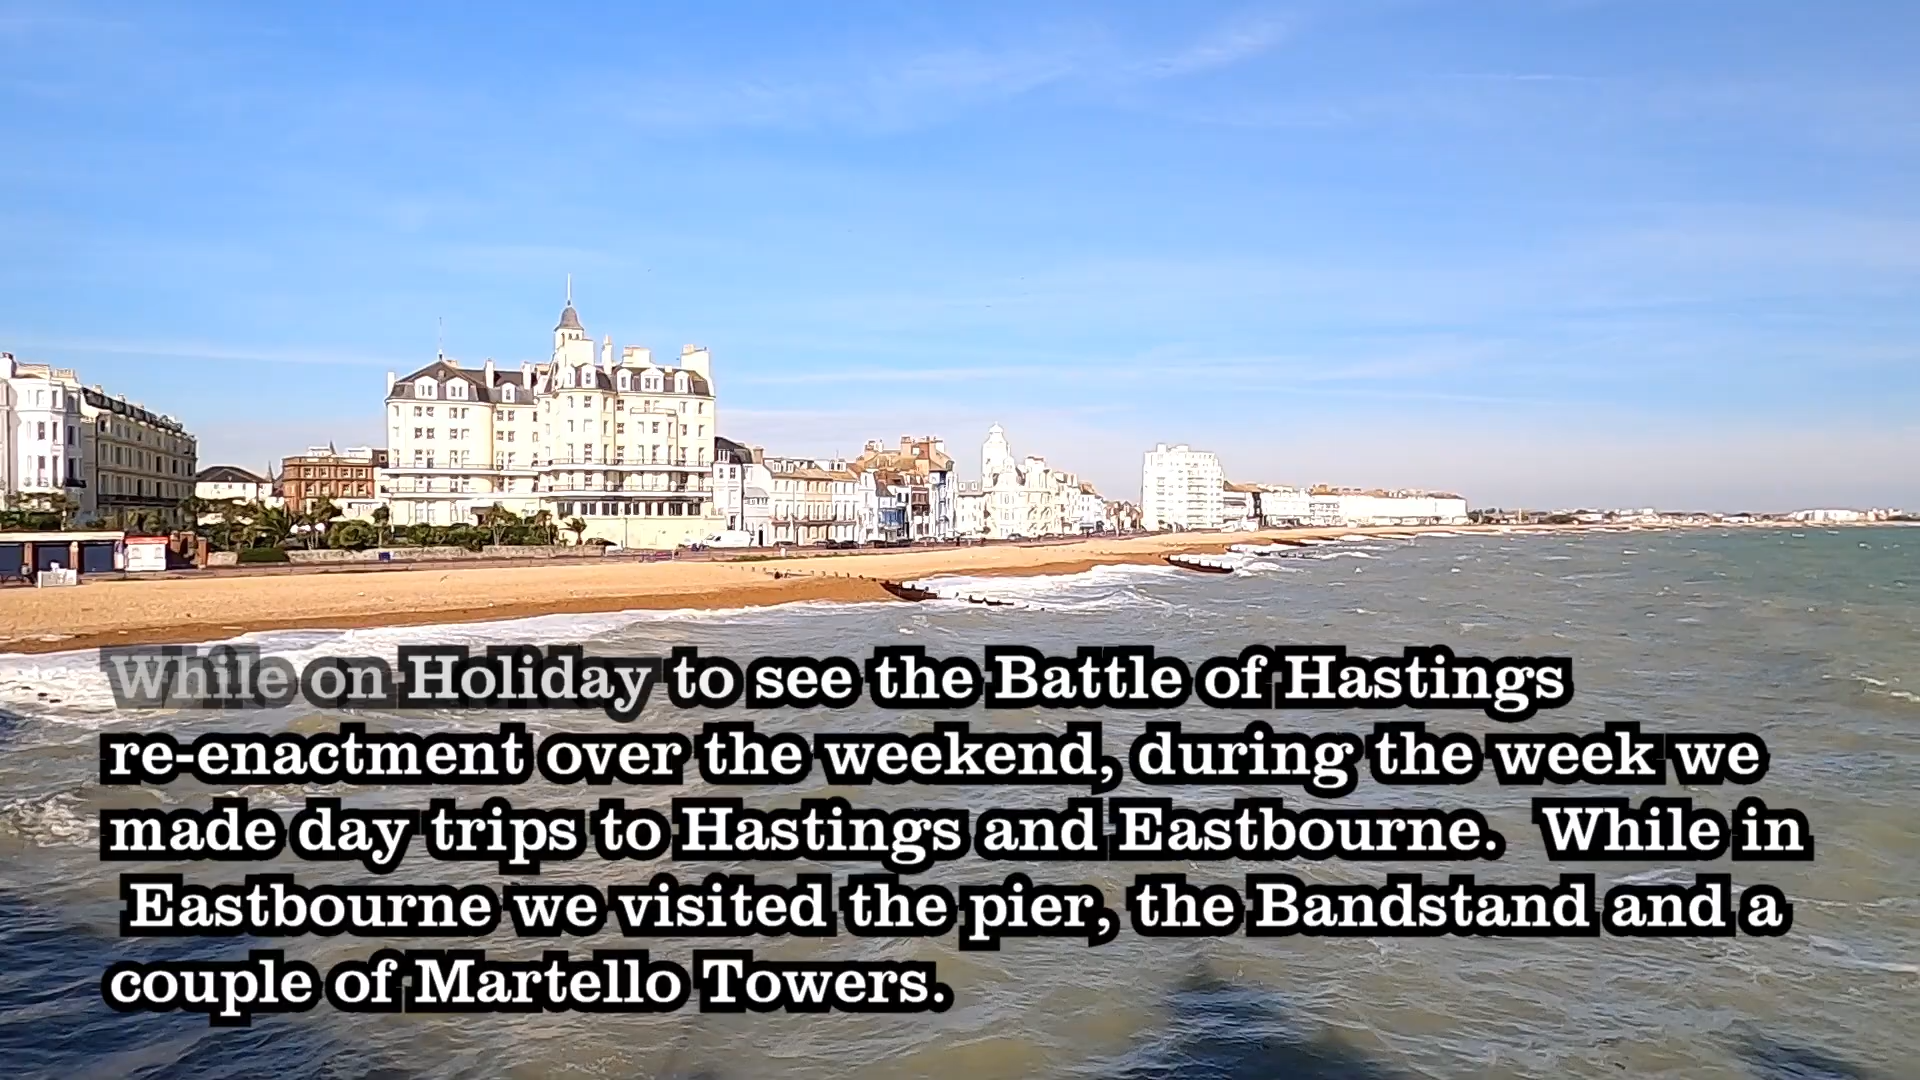 While on Holiday to see the Battle of Hastings
re-enactment over the weekend, during the week we
made day trips to Hastings and Eastbourne.  While in
Eastbourne we visited the pier, the Bandstand and a
couple of Martello Towers.